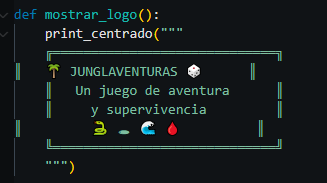 def mostrar_logo():
    print_centrado("""
    ╔═════════════════════════════╗
║     🌴 JUNGLAVENTURAS 🎲      ║
    ║   Un juego de aventura      ║
    ║     y supervivencia         ║
║        🐍 🕳️ 🌊 🩸          ║
    ╚═════════════════════════════╝
    """)